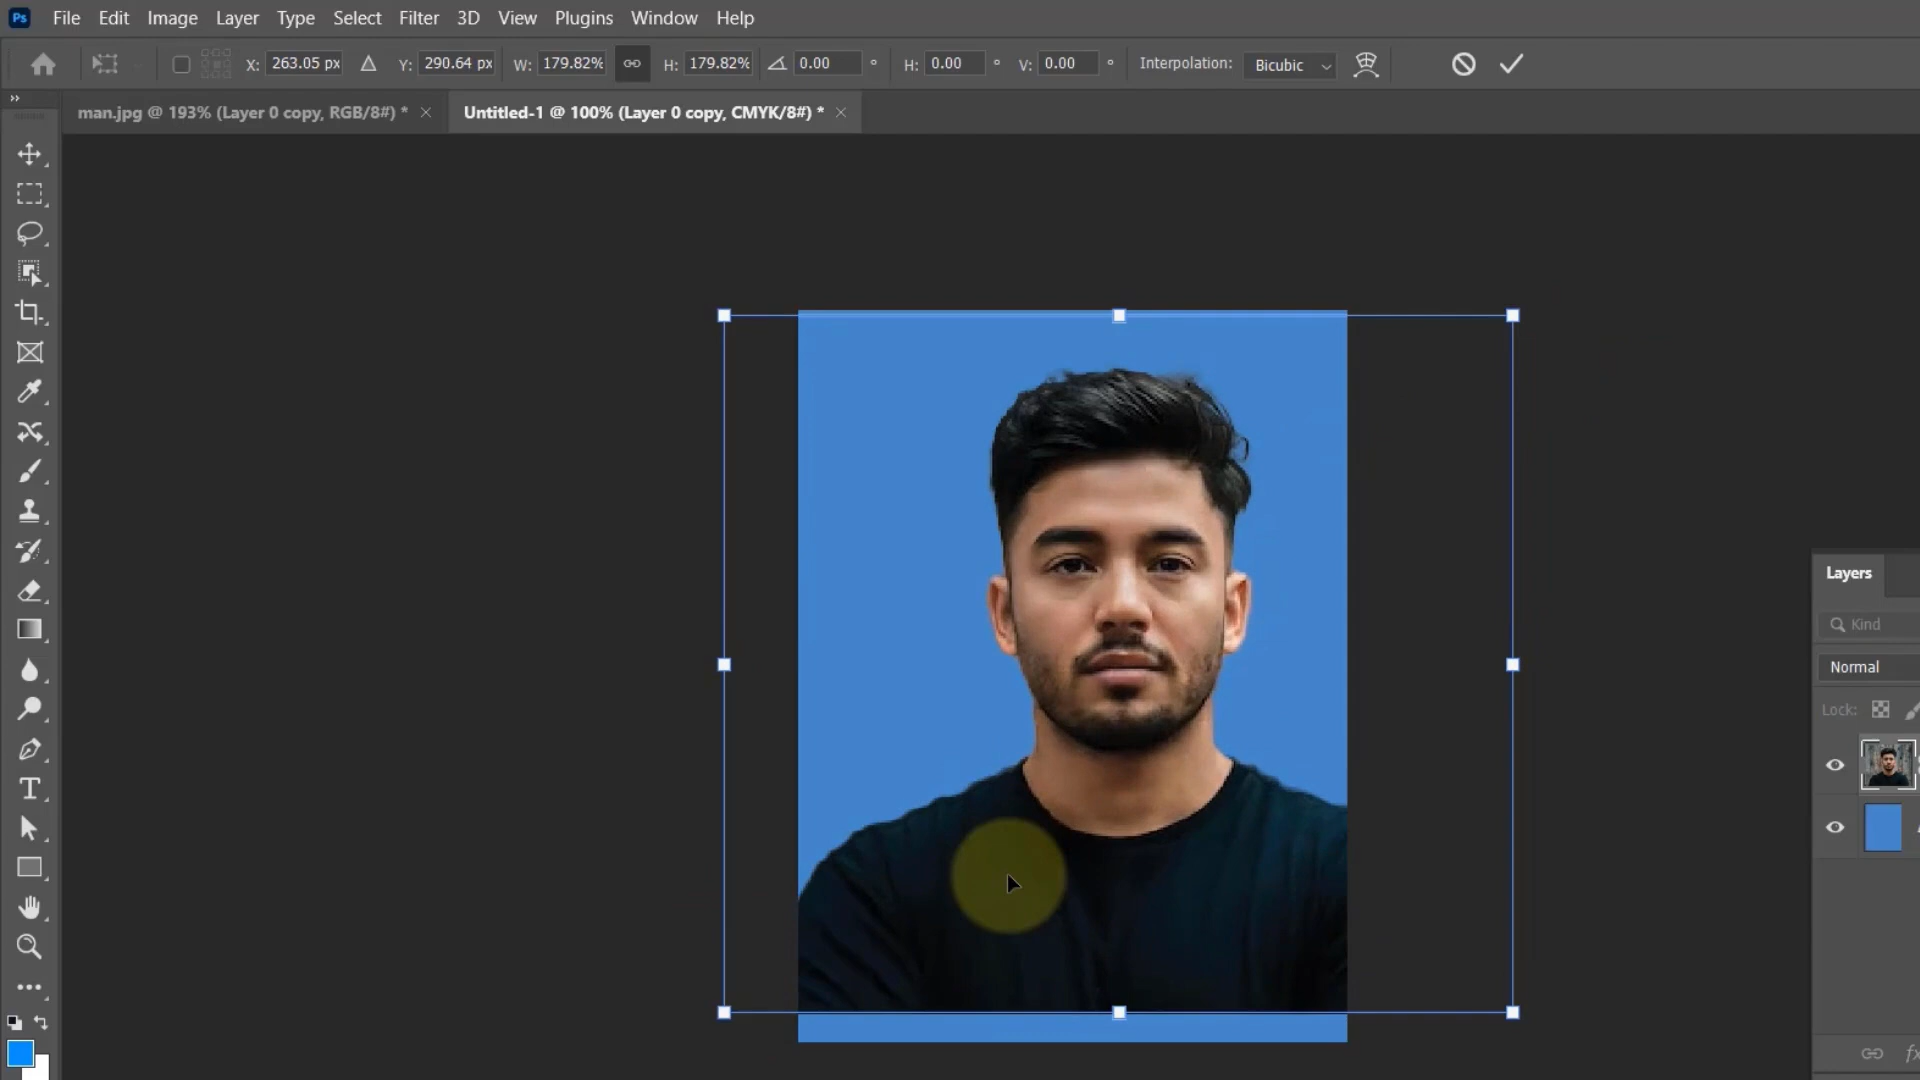 Ps File Edit Image Layer Type Select Filter 3D View Plugins Window Help
X: 263.05 px Y: 290.64 px W: 179.82% H: 179.82% 0.00 ° H: 0.00 ° V: 0.00 ° Interpolation: Bicubic
man.jpg @ 193% (Layer 0 copy, RGB/8#) * × Untitled-1 @ 100% (Layer 0 copy, CMYK/8#) * ×
Layers
Kind
Normal
Lock:
fx